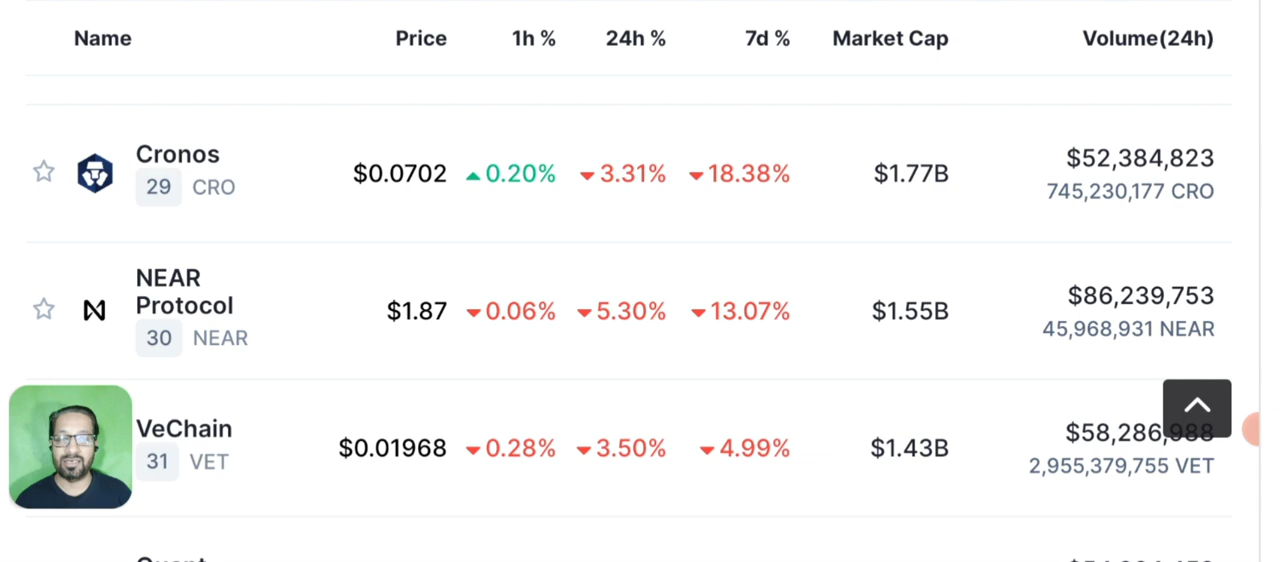 Name Price 1h % 24h % 7d % Market Cap Volume(24h)
Cronos
29 CRO
$0.0702 0.20% 3.31% 18.38% $1.77B
$52,384,823
745,230,177 CRO
NEAR
Protocol
30 NEAR
$1.87 0.06% 5.30% 13.07% $1.55B
$86,239,753
45,968,931 NEAR
VeChain
31 VET
$0.01968 0.28% 3.50% 4.99% $1.43B
$58,286,988
2,955,379,755 VET